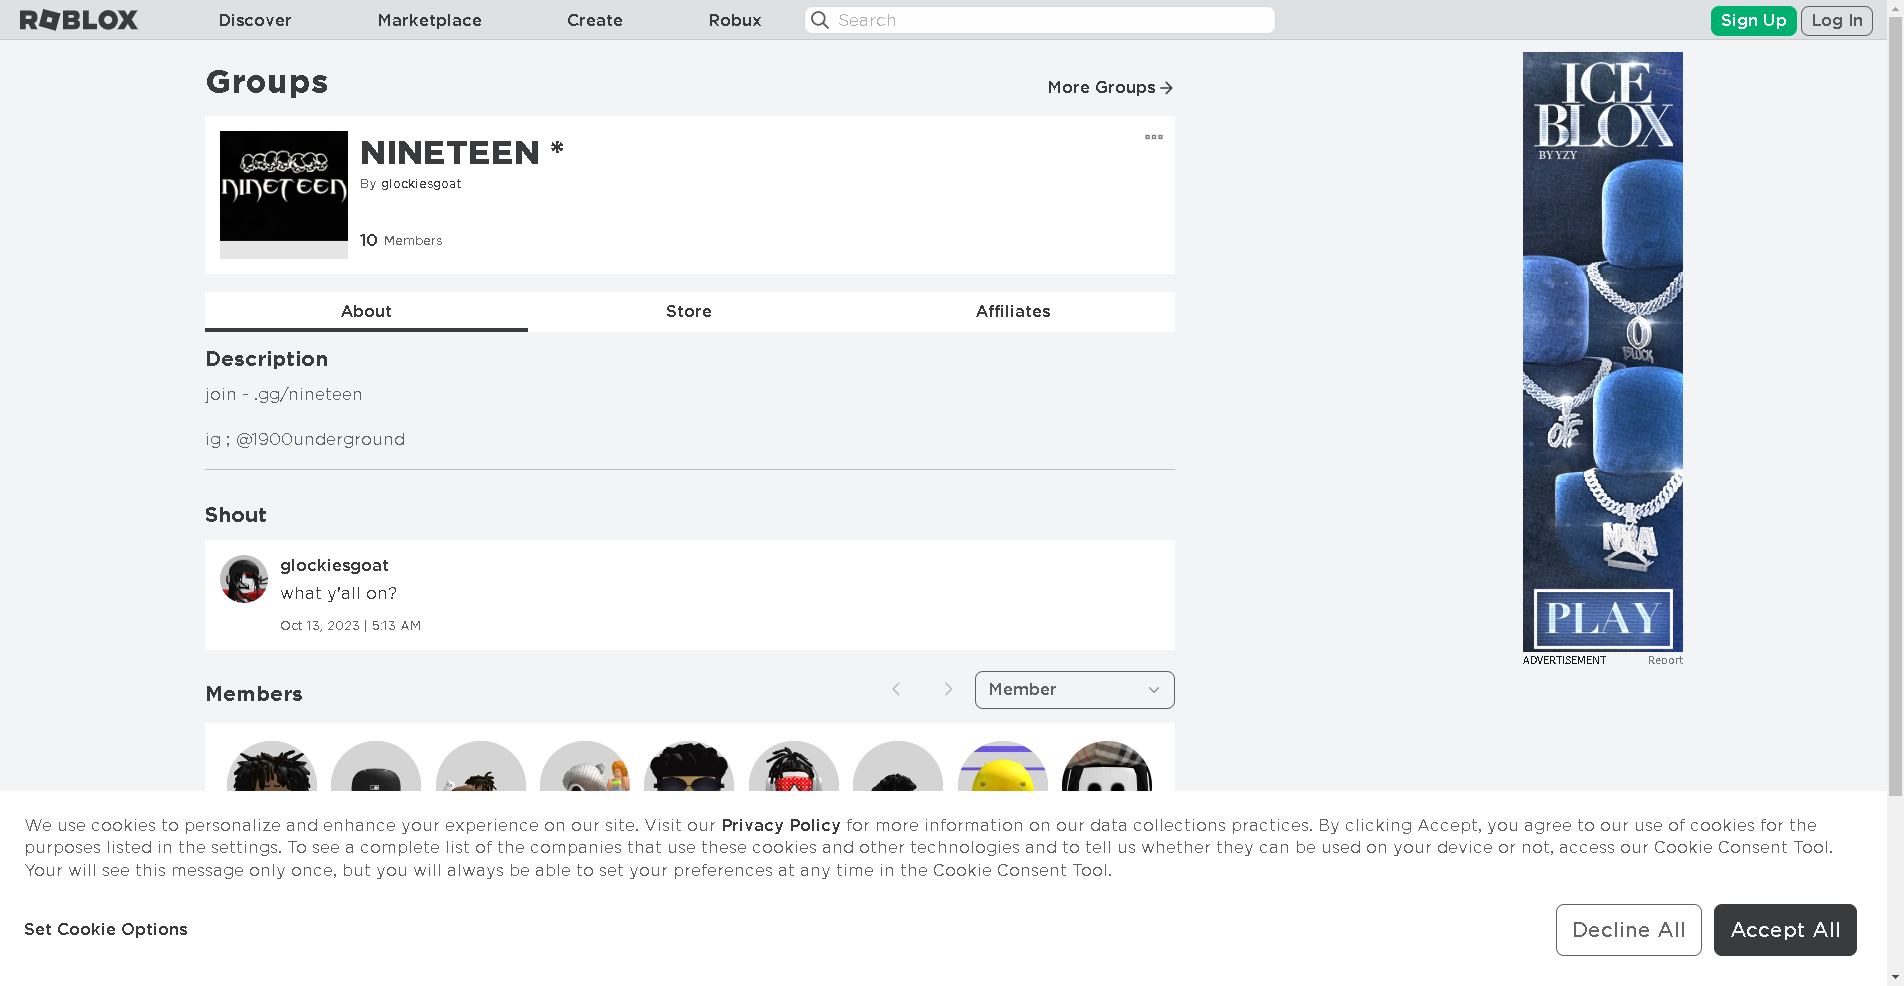 ROBLOX
Discover
Marketplace
Create
Robux
Search
Sign Up
Log In
Groups
More Groups
NINETEEN
NINETEEN *
By glockiesgoat
10 Members
About
Store
Affiliates
Description
join - .gg/nineteen
ig ; @1900underground
Shout
glockiesgoat
what y'all on?
Oct 13, 2023 | 5:13 AM
Members
Member
ICE
BLOX
BY YZY
O
BLOCK
OTF
NBA
PLAY
ADVERTISEMENT
Report
We use cookies to personalize and enhance your experience on our site. Visit our Privacy Policy for more information on our data collections practices. By clicking Accept, you agree to our use of cookies for the
purposes listed in the settings. To see a complete list of the companies that use these cookies and other technologies and to tell us whether they can be used on your device or not, access our Cookie Consent Tool.
Your will see this message only once, but you will always be able to set your preferences at any time in the Cookie Consent Tool.
Set Cookie Options
Decline All
Accept All